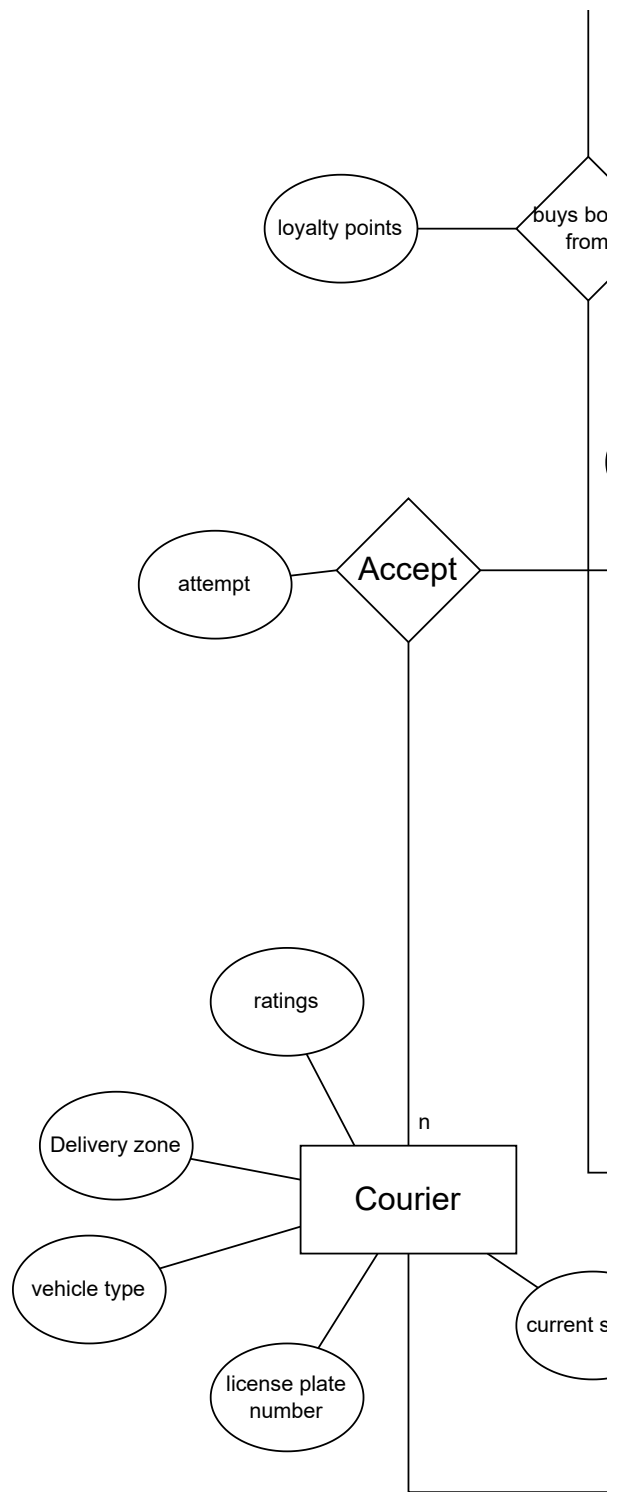 loyalty points
buys bo
from
Accept
attempt
ratings
n
Delivery zone
Courier
vehicle type
current s
license plate
number